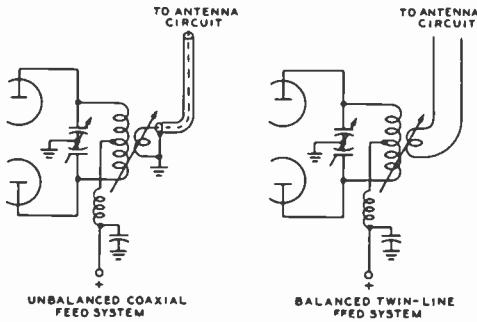 TO ANTENNA
CIRCUIT
TO ANTENNA
CIRCUIT
+
+
UNBALANCED COAXIAL
FEED SYSTEM
BALANCED TWIN-LINE
FEED SYSTEM